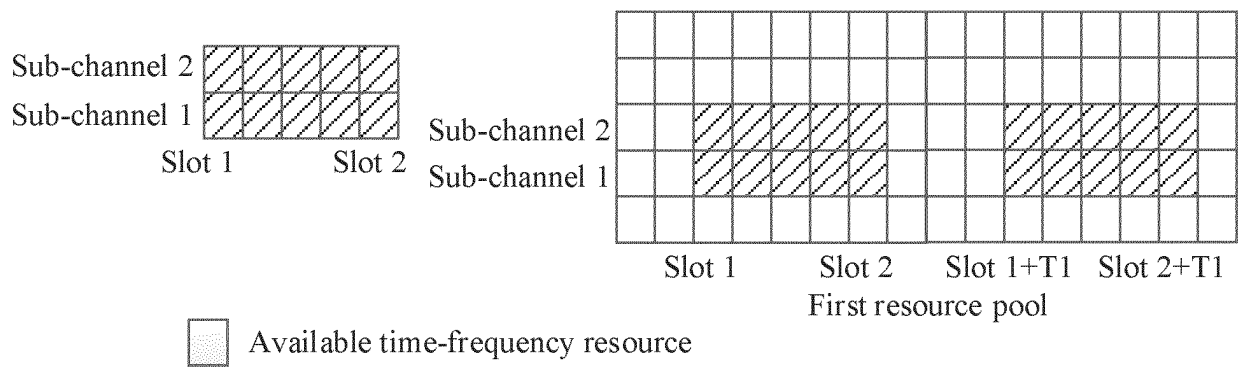 Sub-channel 2
Sub-channel 1
Slot 1 Slot 2
Sub-channel 2
Sub-channel 1
Slot 1 Slot 2 Slot 1+T1 Slot 2+T1
First resource pool
Available time-frequency resource